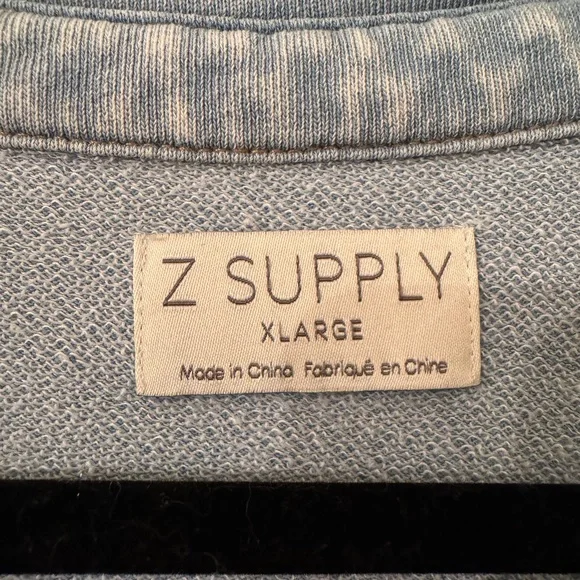 Z SUPPLY
XLARGE
Made in China Fabriqué en Chine